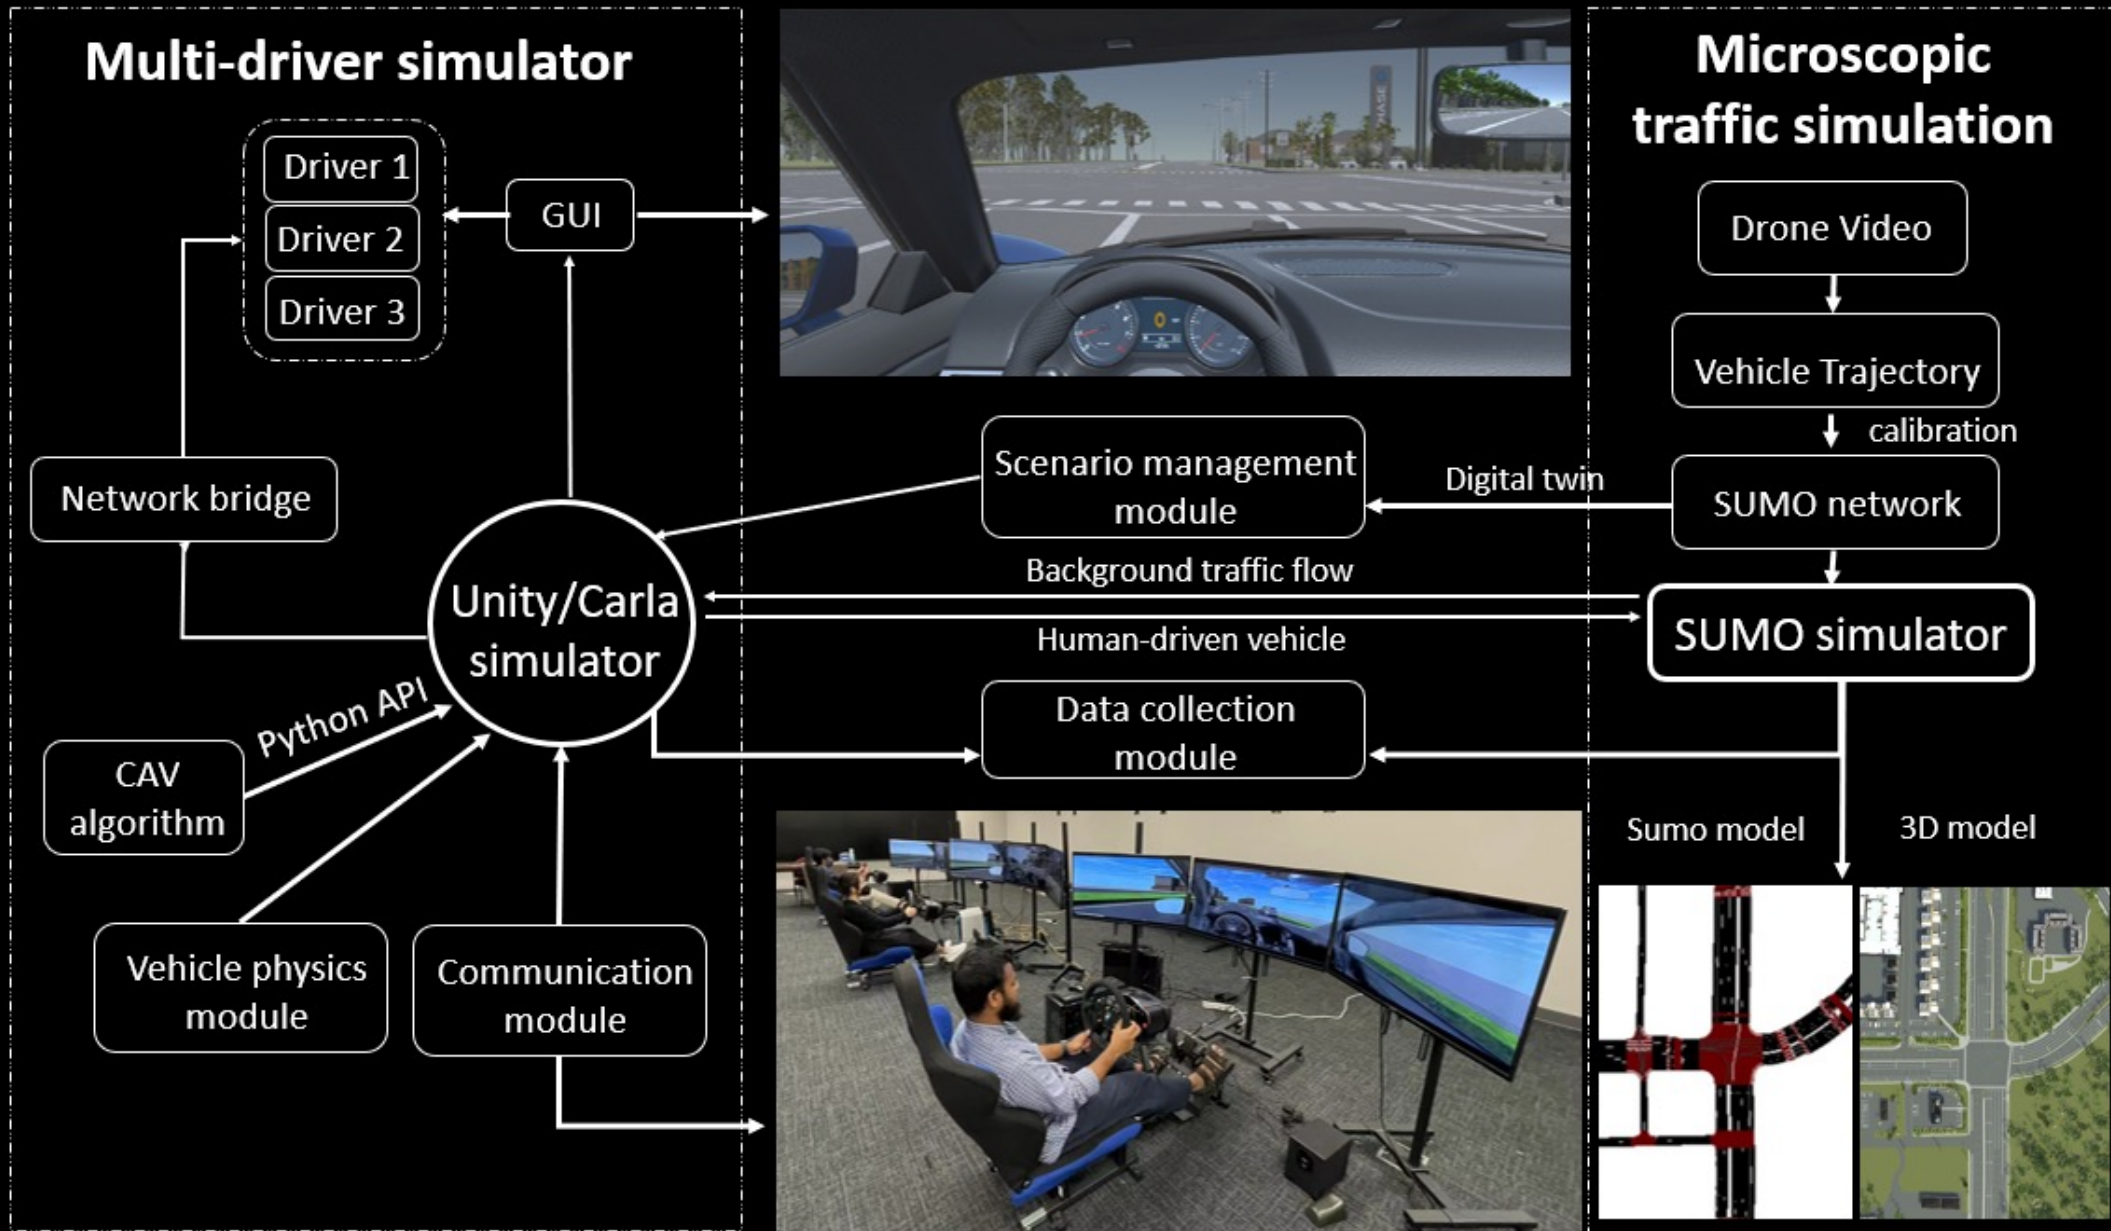 Multi-driver simulator
Driver 1
Driver 2
Driver 3
GUI
Network bridge
Unity/Carla
simulator
Python API
CAV
algorithm
Vehicle physics
module
Communication
module
Scenario management
module
Digital twin
Background traffic flow
Human-driven vehicle
Data collection
module
Microscopic
traffic simulation
Drone Video
Vehicle Trajectory
calibration
SUMO network
SUMO simulator
Sumo model
3D model